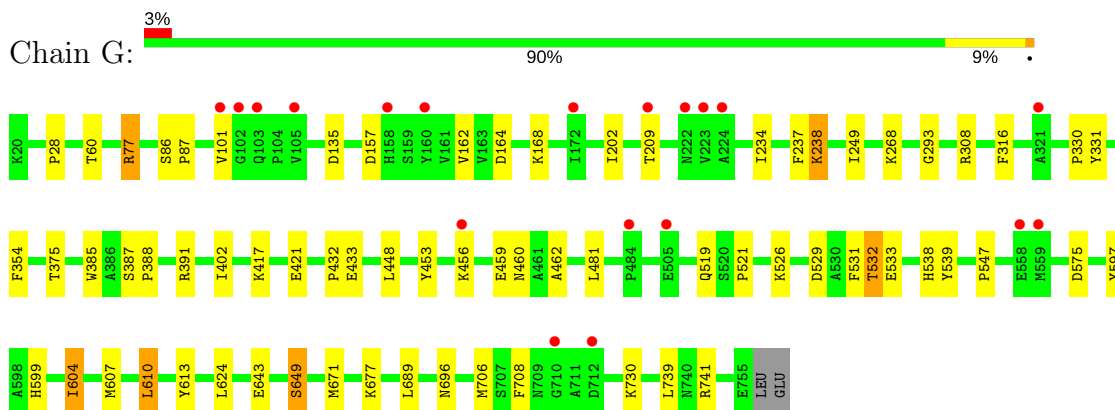 3%
Chain G:
90% 9% •
K20 P28 T60 R77 S86 P87 V101 G102 Q103 P104 V105 D135 D157 H158 S159 Y160 V161 V162 V163 D164 K168 I172 I202 T209 N222 V223 A224 I234 F237 K238 I249 K268 G293 R308 F316 A321 P330 Y331
F354 T375 W385 A386 S387 P388 R391 I402 K417 E421 P432 E433 L448 Y453 K456 E459 N460 A461 A462 L481 P484 E505 Q519 S520 P521 K526 D529 A530 F531 T532 E533 H538 Y539 P547 E558 M559 D575 Y597
A598 H599 I604 M607 L610 Y613 L624 E643 S649 M671 K677 L689 N696 M706 S707 F708 N709 G710 A711 D712 K730 L739 N740 R741 E755 LEU GLU